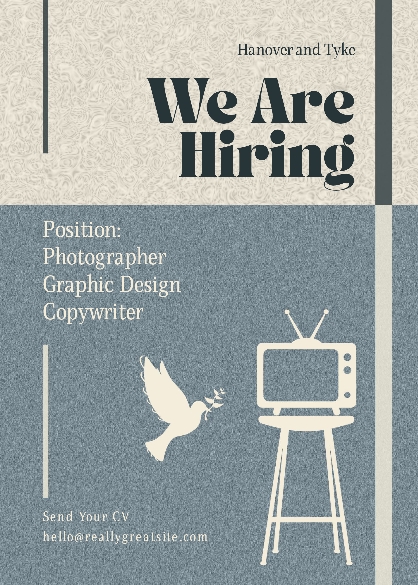 Hanover and Tyke
We Are
Hiring
Position:
Photographer
Graphic Design
Copywriter
Send Your CV
hello@reallygreatsite.com